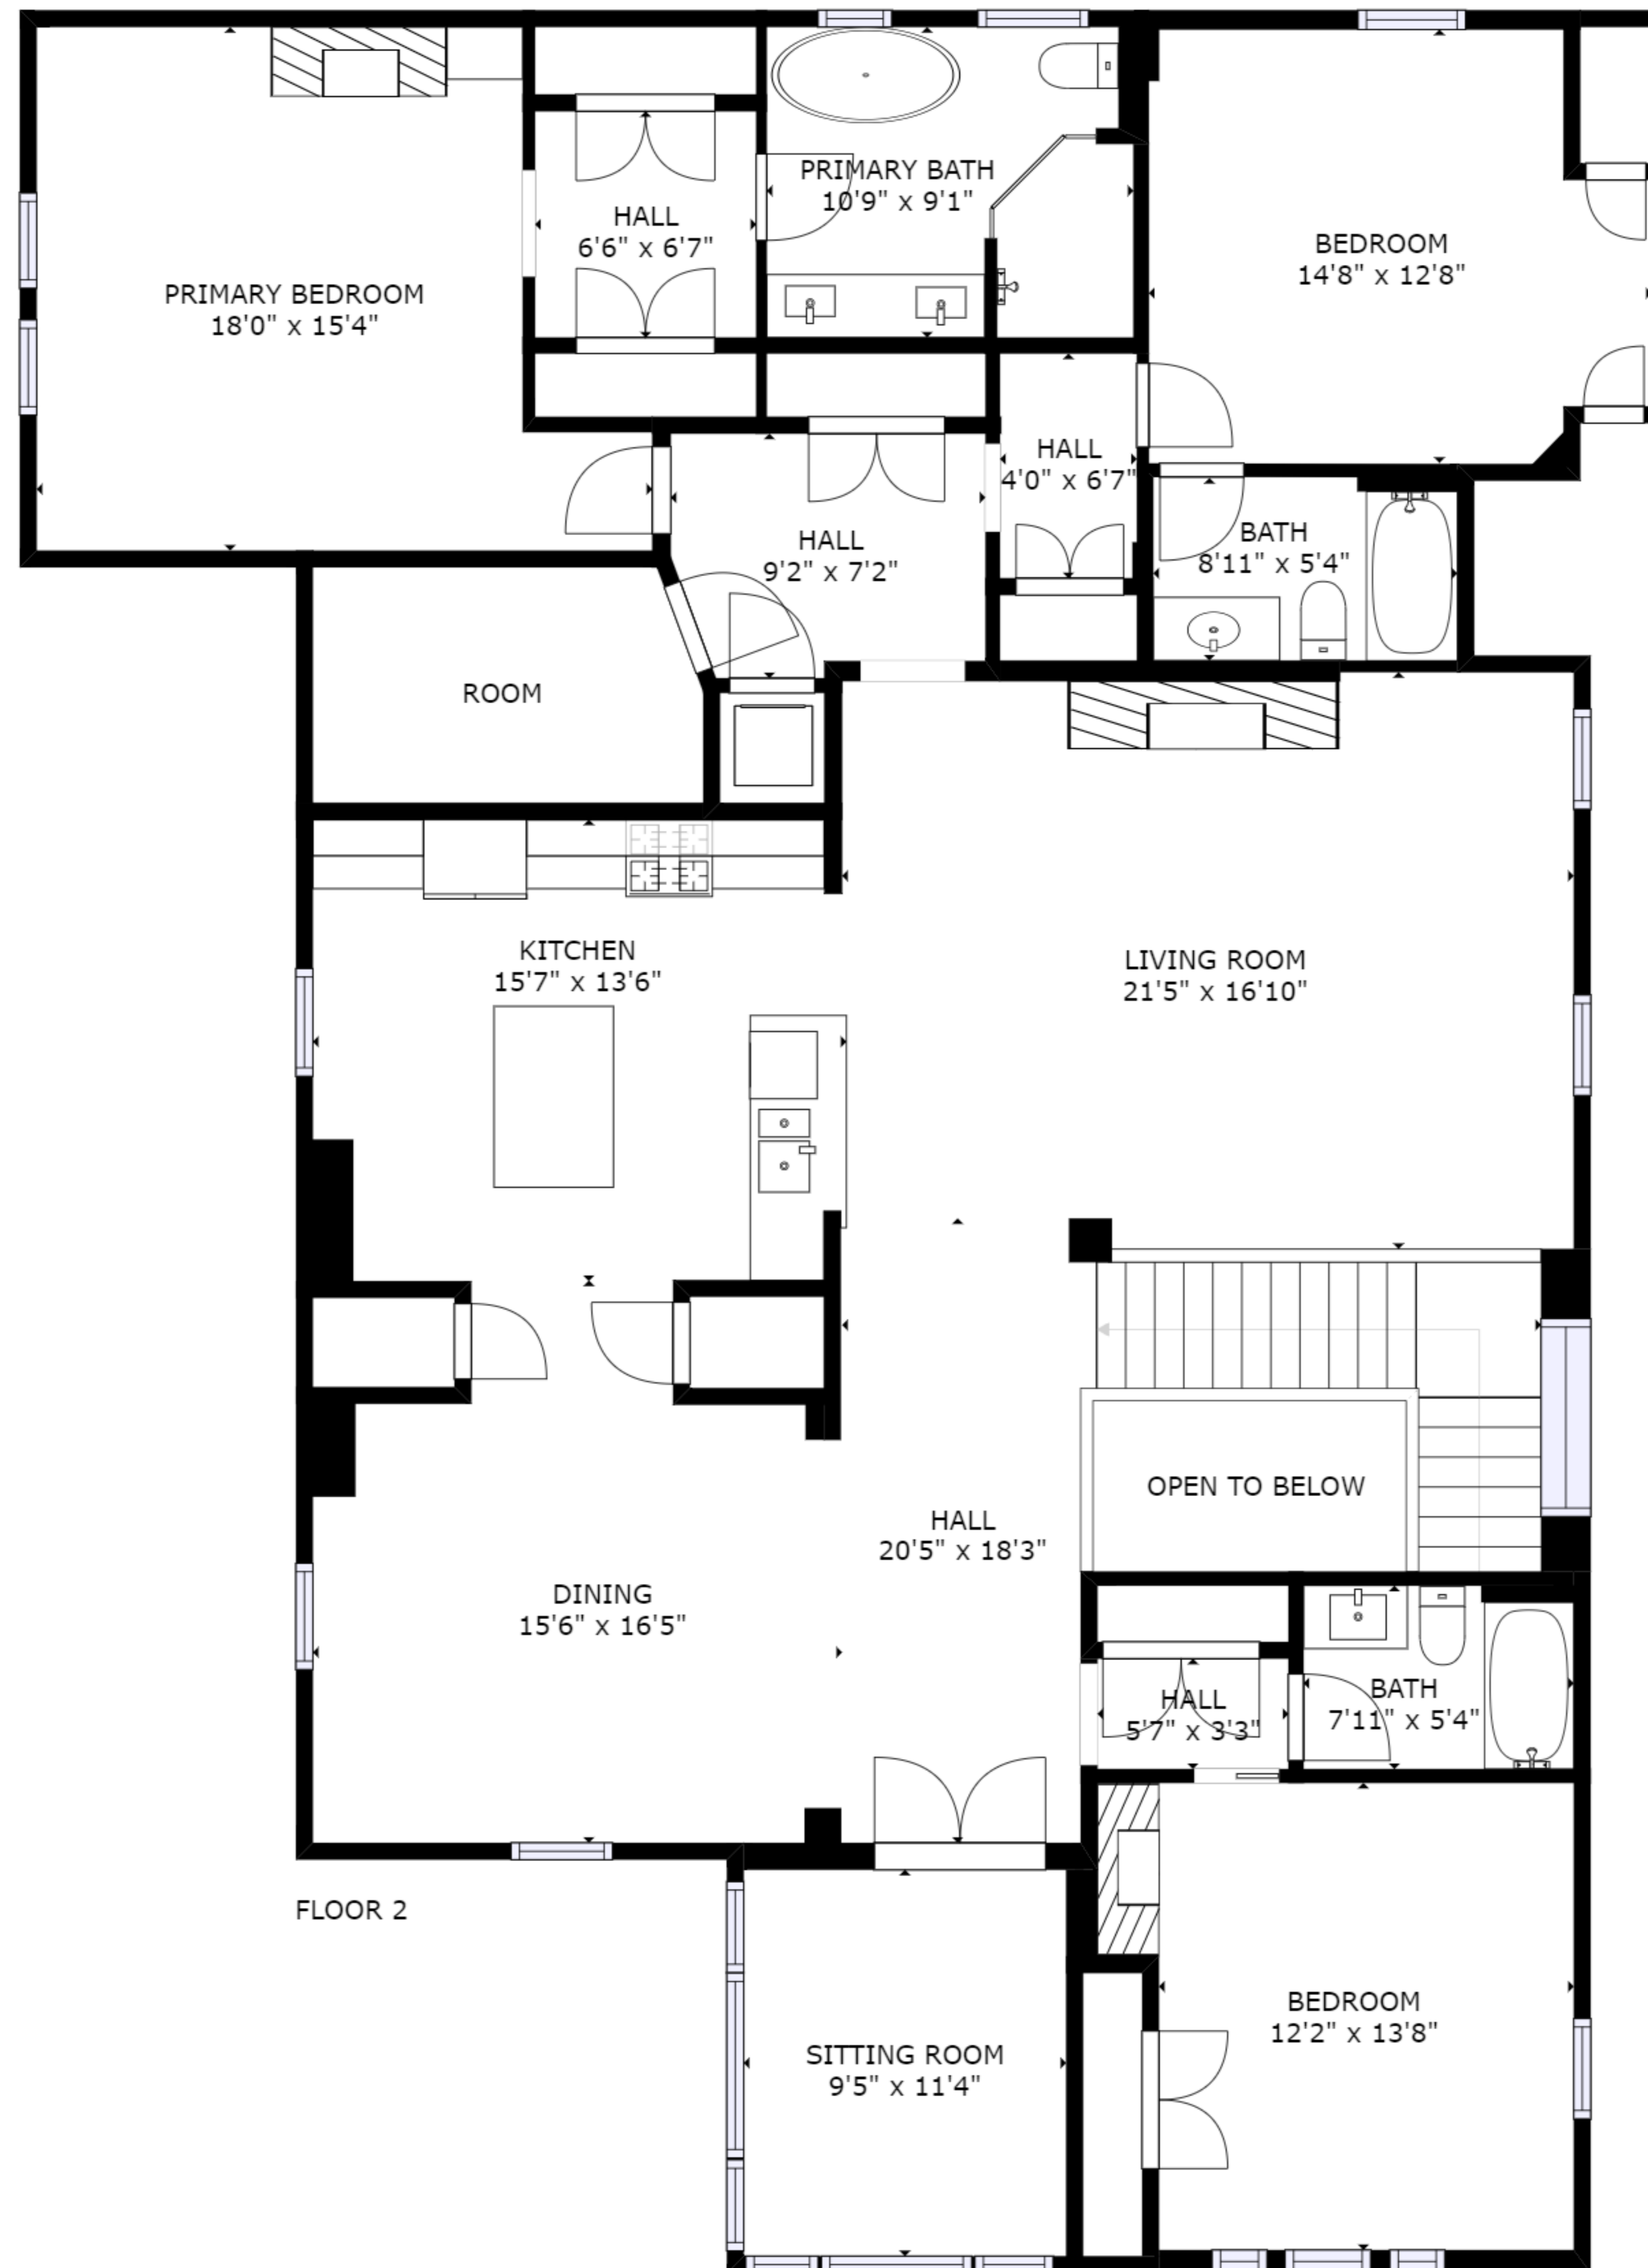 PRIMARY BEDROOM
18'0" x 15'4"
HALL
6'6" x 6'7"
PRIMARY BATH
10'9" x 9'1"
BEDROOM
14'8" x 12'8"
HALL
4'0" x 6'7"
HALL
9'2" x 7'2"
BATH
8'11" x 5'4"
ROOM
KITCHEN
15'7" x 13'6"
LIVING ROOM
21'5" x 16'10"
OPEN TO BELOW
HALL
20'5" x 18'3"
DINING
15'6" x 16'5"
HALL
5'7" x 3'3"
BATH
7'11" x 5'4"
FLOOR 2
BEDROOM
12'2" x 13'8"
SITTING ROOM
9'5" x 11'4"